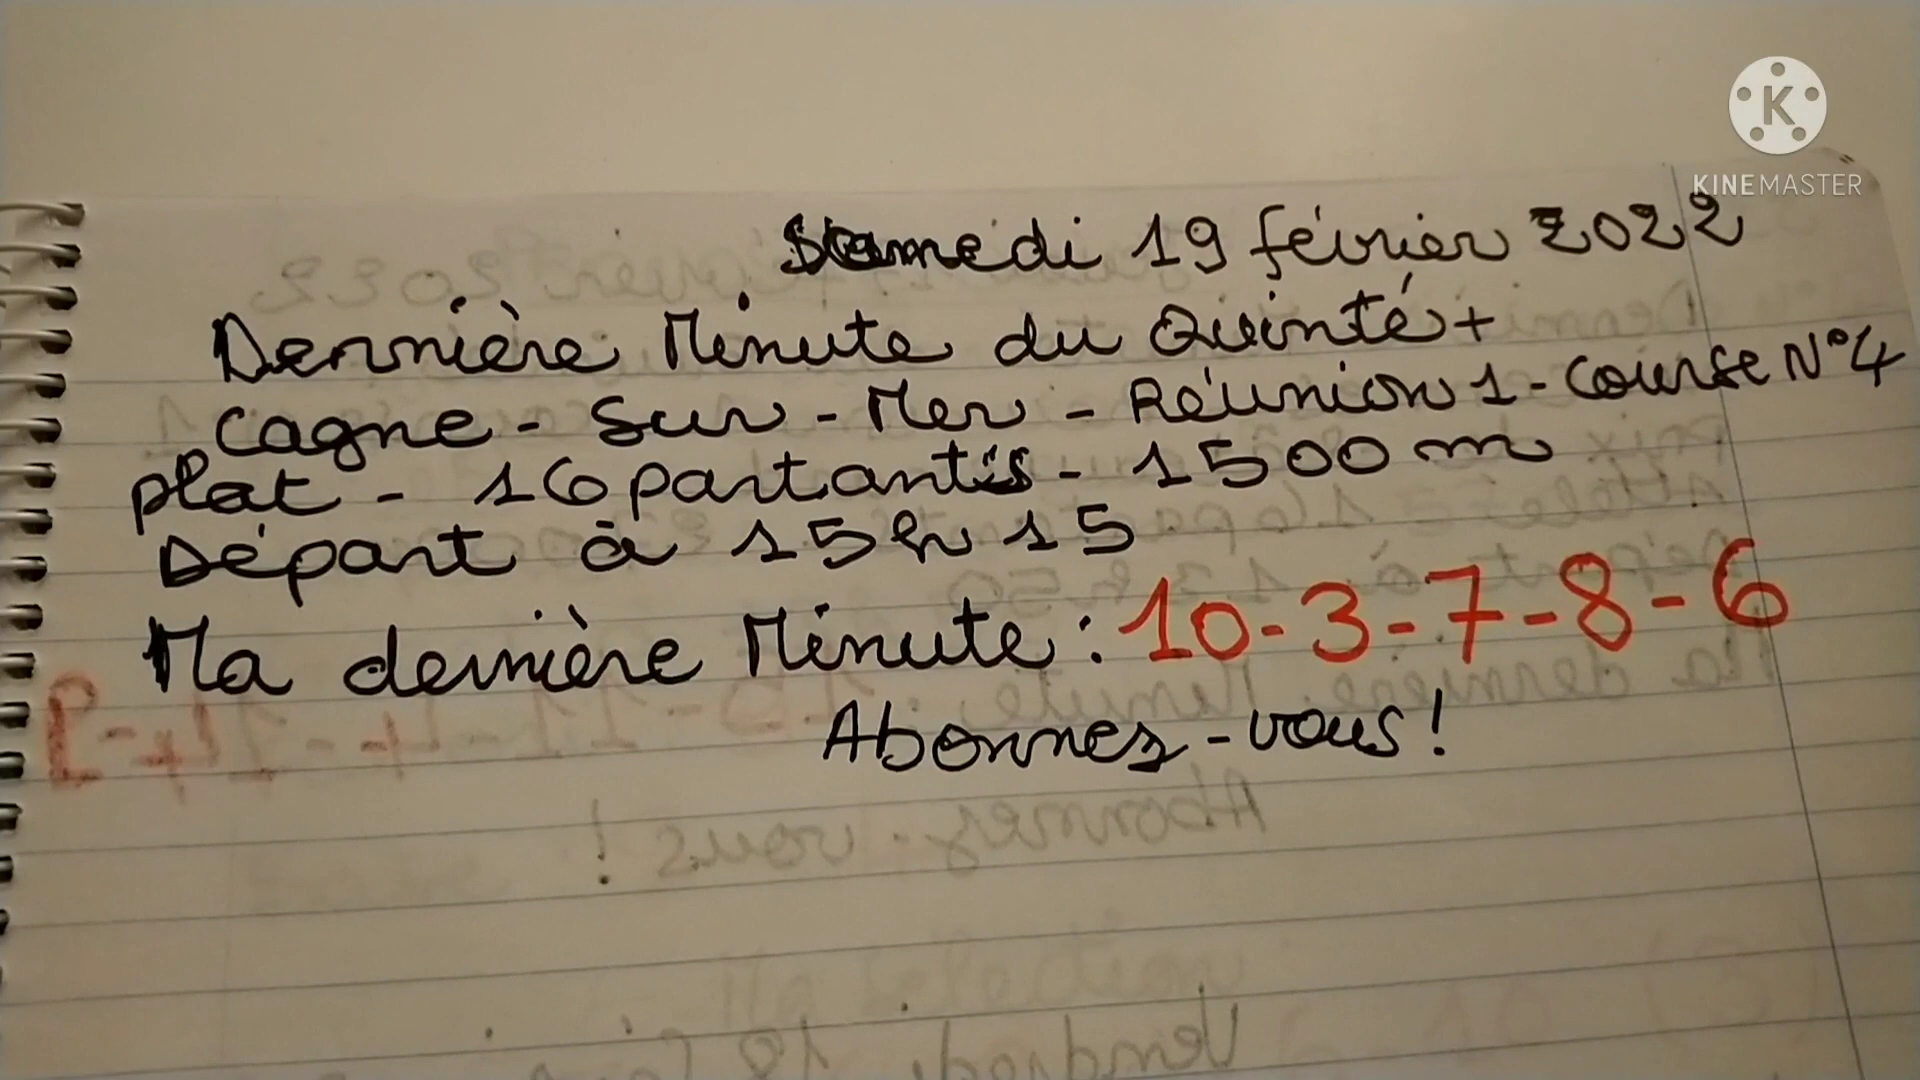 K
KINEMASTER
Samedi 19 février 2022
Dernière Minute du Quinté+
Cagne-Sur-Mer-Réunion 1-Course N°4
plat - 16 partants - 1500 m
Départ à 15h15
Ma dernière Minute : 10-3-7-8-6
Abonnez-vous !